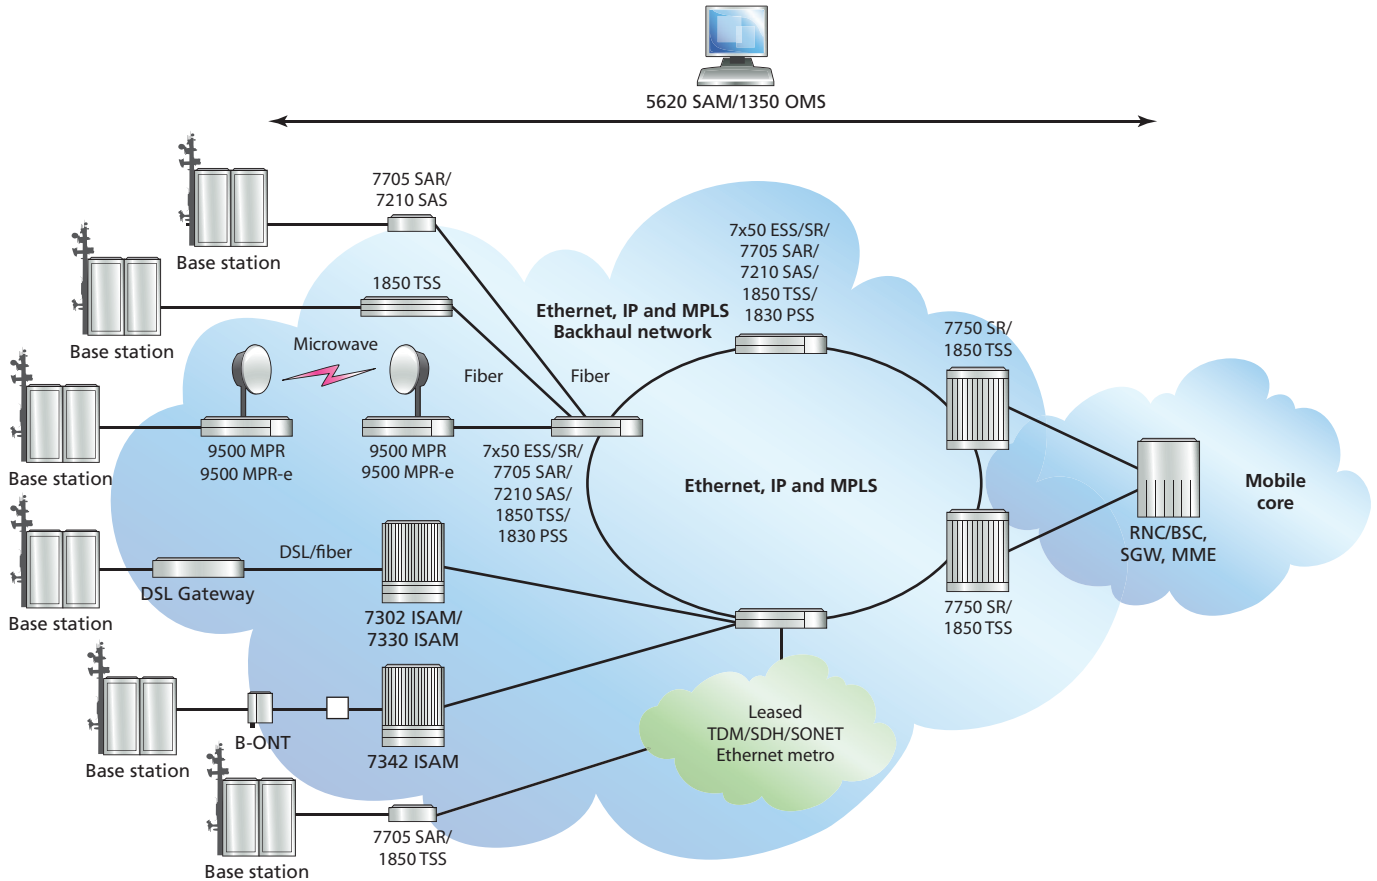 5620 SAM/1350 OMS
7705 SAR/
7210 SAS
Base station
1850 TSS
Base station
Ethernet, IP and MPLS
Backhaul network
7x50 ESS/SR/
7705 SAR/
7210 SAS/
1850 TSS/
1830 PSS
7750 SR/
1850 TSS
Microwave
Fiber
Fiber
9500 MPR
9500 MPR-e
9500 MPR
9500 MPR-e
Base station
7x50 ESS/SR/
7705 SAR/
7210 SAS/
1850 TSS/
1830 PSS
Ethernet, IP and MPLS
Mobile
core
RNC/BSC,
SGW, MME
DSL/fiber
DSL Gateway
Base station
7302 ISAM/
7330 ISAM
7750 SR/
1850 TSS
B-ONT
7342 ISAM
Base station
Leased
TDM/SDH/SONET
Ethernet metro
7705 SAR/
1850 TSS
Base station